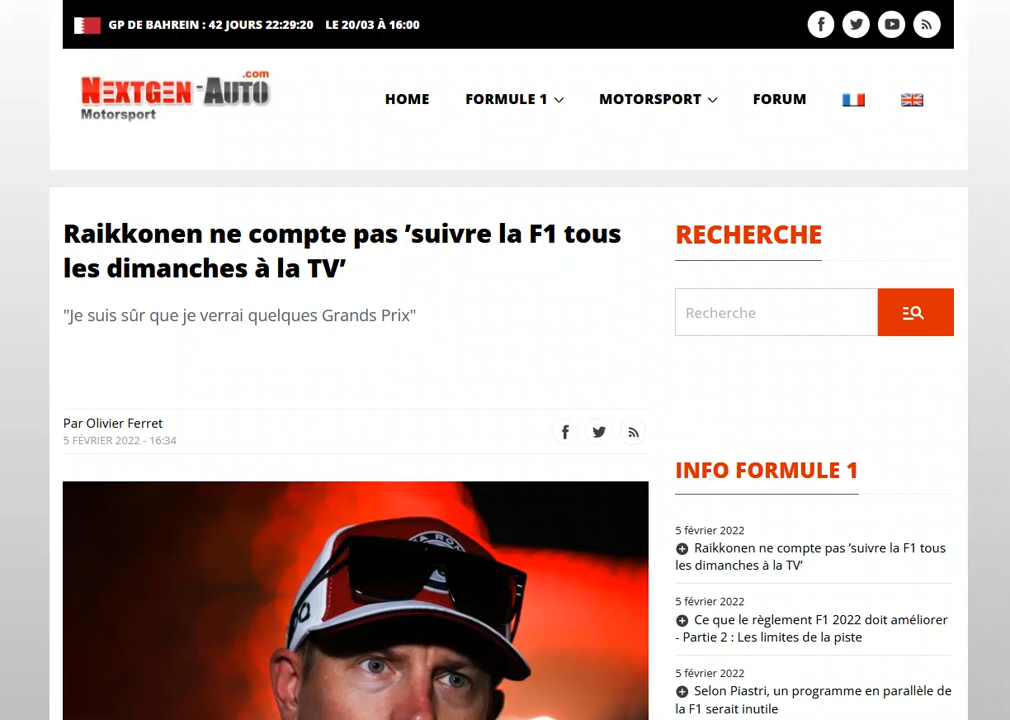 GP DE BAHREIN : 42 JOURS 22:29:20 LE 20/03 À 16:00
NEXTGEN-AUTO.com
Motorsport
HOME FORMULE 1 MOTORSPORT FORUM
Raikkonen ne compte pas ’suivre la F1 tous
les dimanches à la TV’
"Je suis sûr que je verrai quelques Grands Prix"
Par Olivier Ferret
5 FÉVRIER 2022 - 16:34
RECHERCHE
Recherche
INFO FORMULE 1
5 février 2022
Raikkonen ne compte pas ’suivre la F1 tous
les dimanches à la TV’
5 février 2022
Ce que le règlement F1 2022 doit améliorer
- Partie 2 : Les limites de la piste
5 février 2022
Selon Piastri, un programme en parallèle de
la F1 serait inutile